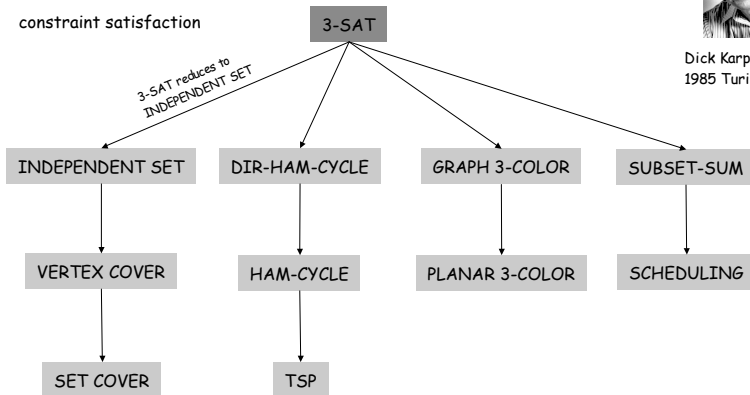 constraint satisfaction
3-SAT
Dick Karp
1985 Turi
3-SAT reduces to
INDEPENDENT SET
INDEPENDENT SET
DIR-HAM-CYCLE
GRAPH 3-COLOR
SUBSET-SUM
VERTEX COVER
HAM-CYCLE
PLANAR 3-COLOR
SCHEDULING
SET COVER
TSP